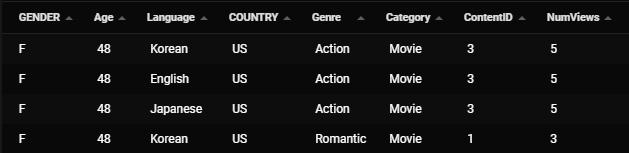 GENDER Age Language COUNTRY Genre Category ContentID NumViews
F 48 Korean US Action Movie 3 5
F 48 English US Action Movie 3 5
F 48 Japanese US Action Movie 3 5
F 48 Korean US Romantic Movie 1 3